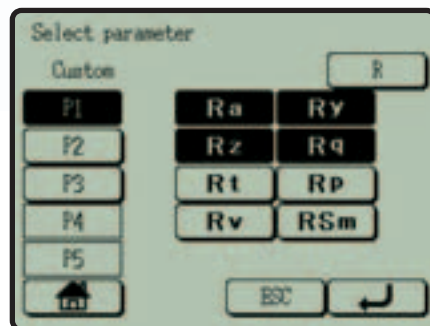 Select parameter
Custom R
P1 Ra Ry
P2 Rz Rq
P3 Rt Rp
P4 Rv RSm
P5
ESC